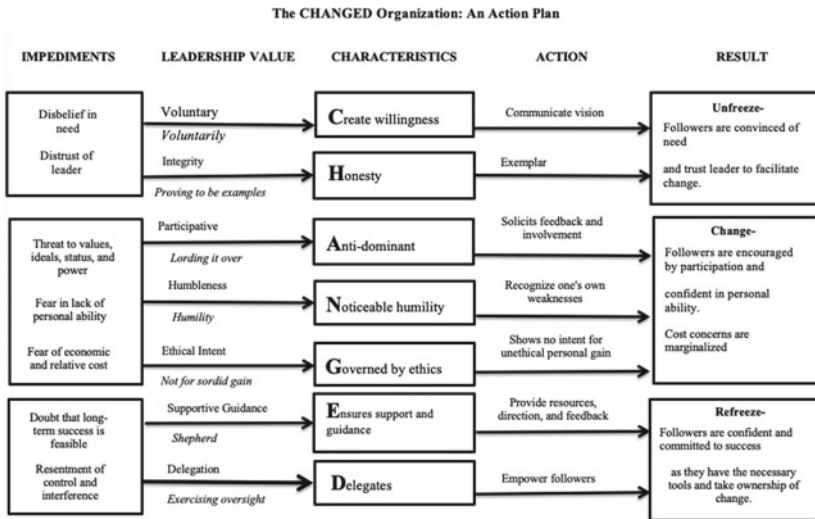 The CHANGED Organization: An Action Plan
IMPEDIMENTS
LEADERSHIP VALUE
CHARACTERISTICS
ACTION
RESULT
Disbelief in
need
Distrust of
leader
Voluntary
Voluntarily
Create willingness
Communicate vision
Integrity
Proving to be examples
Honesty
Exemplar
Unfreeze-
Followers are convinced of
need
and trust leader to facilitate
change.
Threat to values,
ideals, status, and
power
Fear in lack of
personal ability
Fear of economic
and relative cost
Participative
Lording it over
Anti-dominant
Solicits feedback and
involvement
Humbleness
Humility
Noticeable humility
Recognize one's own
weaknesses
Ethical Intent
Not for sordid gain
Governed by ethics
Shows no intent for
unethical personal gain
Change-
Followers are encouraged
by participation and
confident in personal
ability.
Cost concerns are
marginalized
Doubt that long-
term success is
feasible
Resentment of
control and
interference
Supportive Guidance
Shepherd
Ensures support and
guidance
Provide resources,
direction, and feedback
Delegation
Exercising oversight
Delegates
Empower followers
Refreeze-
Followers are confident and
committed to success
as they have the necessary
tools and take ownership of
change.